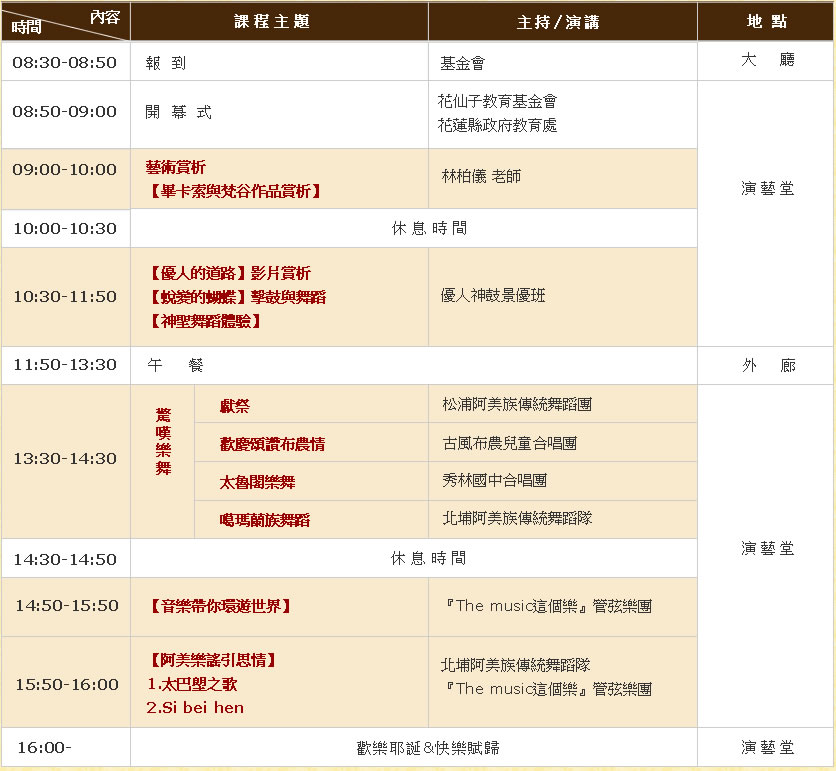 內容
時間
課程主題
主持/演講
地點
08:30-08:50
報到
基金會
大廳
08:50-09:00
開幕式
花仙子教育基金會
花蓮縣政府教育處
演藝堂
09:00-10:00
藝術賞析
【畢卡索與梵谷作品賞析】
林柏儀 老師
10:00-10:30
休息時間
10:30-11:50
【優人的道路】影片賞析
【蛻變的蝴蝶】擊鼓與舞蹈
【神聖舞蹈體驗】
優人神鼓景優班
11:50-13:30
午餐
外廊
13:30-14:30
驚嘆樂舞
獻祭
松浦阿美族傳統舞蹈團
歡慶頌讚布農情
古風布農兒童合唱團
太魯閣樂舞
秀林國中合唱團
噶瑪蘭族舞蹈
北埔阿美族傳統舞蹈隊
演藝堂
14:30-14:50
休息時間
14:50-15:50
【音樂帶你環遊世界】
『The music這個樂』管弦樂團
15:50-16:00
【阿美樂謠引思情】
1.太巴塱之歌
2.Si bei hen
北埔阿美族傳統舞蹈隊
『The music這個樂』管弦樂團
16:00-
歡樂耶誕&快樂賦歸
演藝堂